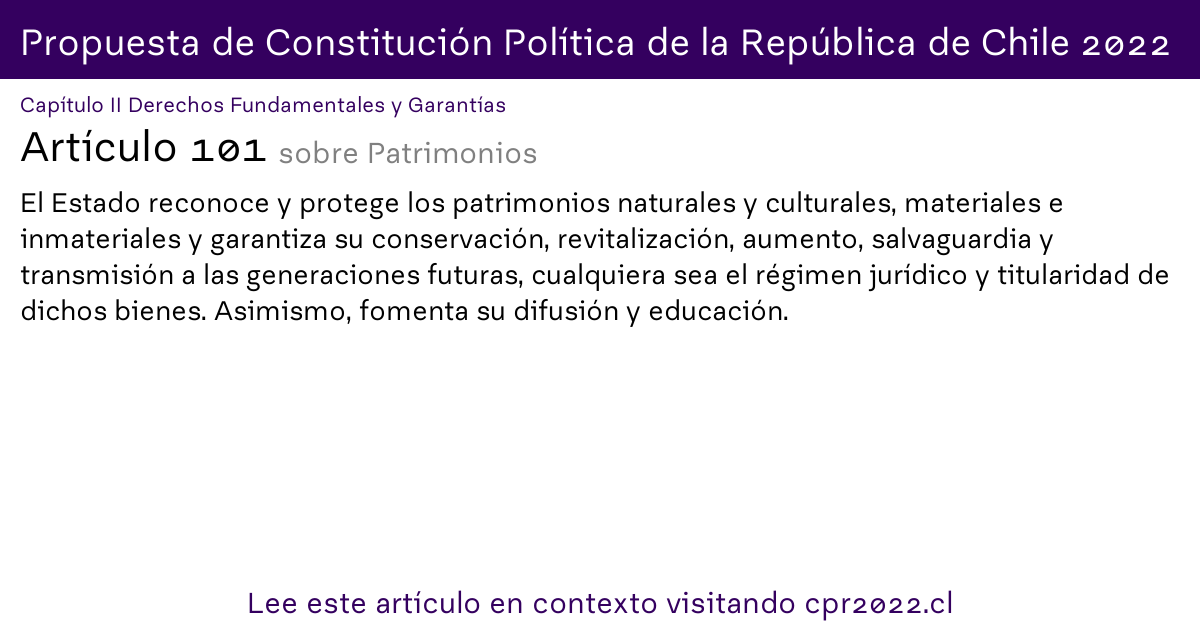 Propuesta de Constitución Política de la República de Chile 2022
Capítulo II Derechos Fundamentales y Garantías
Artículo 101 sobre Patrimonios
El Estado reconoce y protege los patrimonios naturales y culturales, materiales e
inmateriales y garantiza su conservación, revitalización, aumento, salvaguardia y
transmisión a las generaciones futuras, cualquiera sea el régimen jurídico y titularidad de
dichos bienes. Asimismo, fomenta su difusión y educación.
Lee este artículo en contexto visitando cpr2022.cl